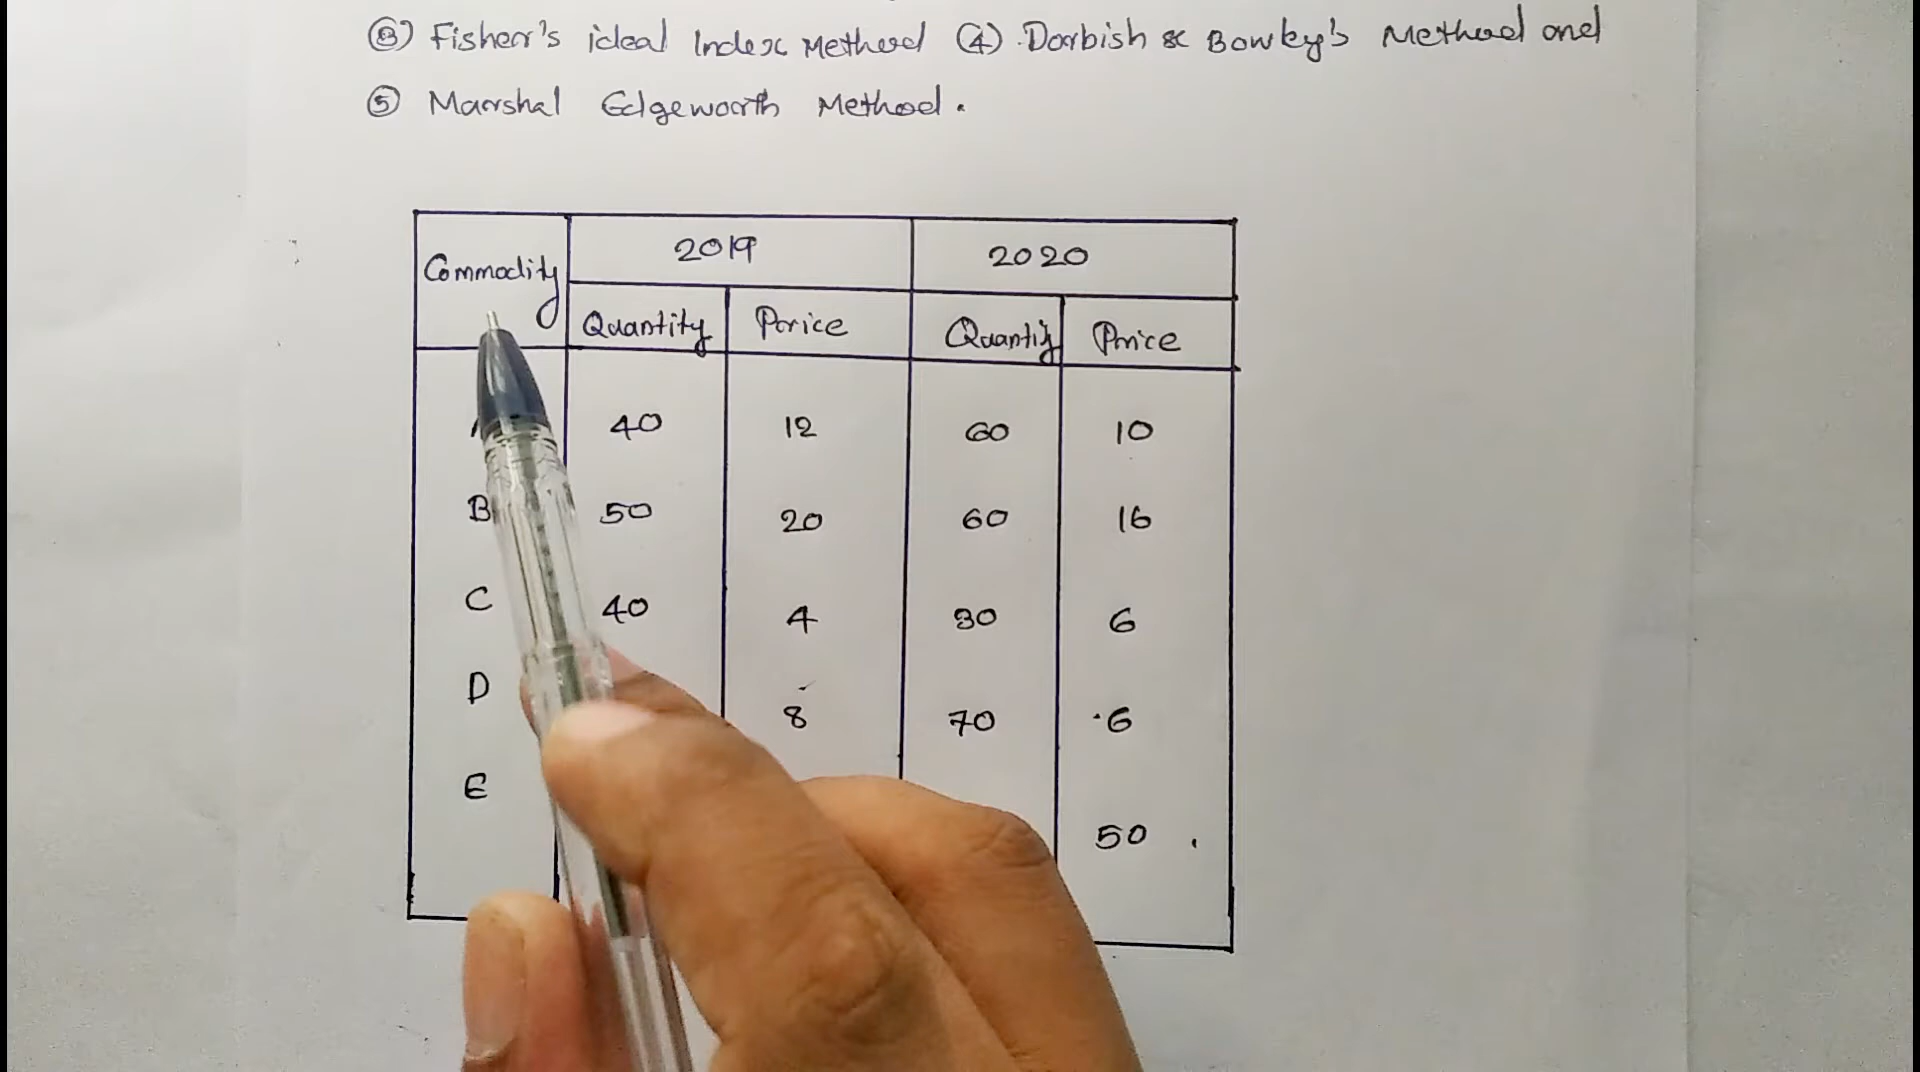 ③ Fisher's ideal Index Method ④ Dorbish & Bowley's Method and
⑤ Marshal Edgeworth Method.
Commodity 2019 2020
Quantity Price Quantity Price
A 40 12 60 10
B 50 20 60 16
C 40 4 30 6
D 8 70 6
E 50